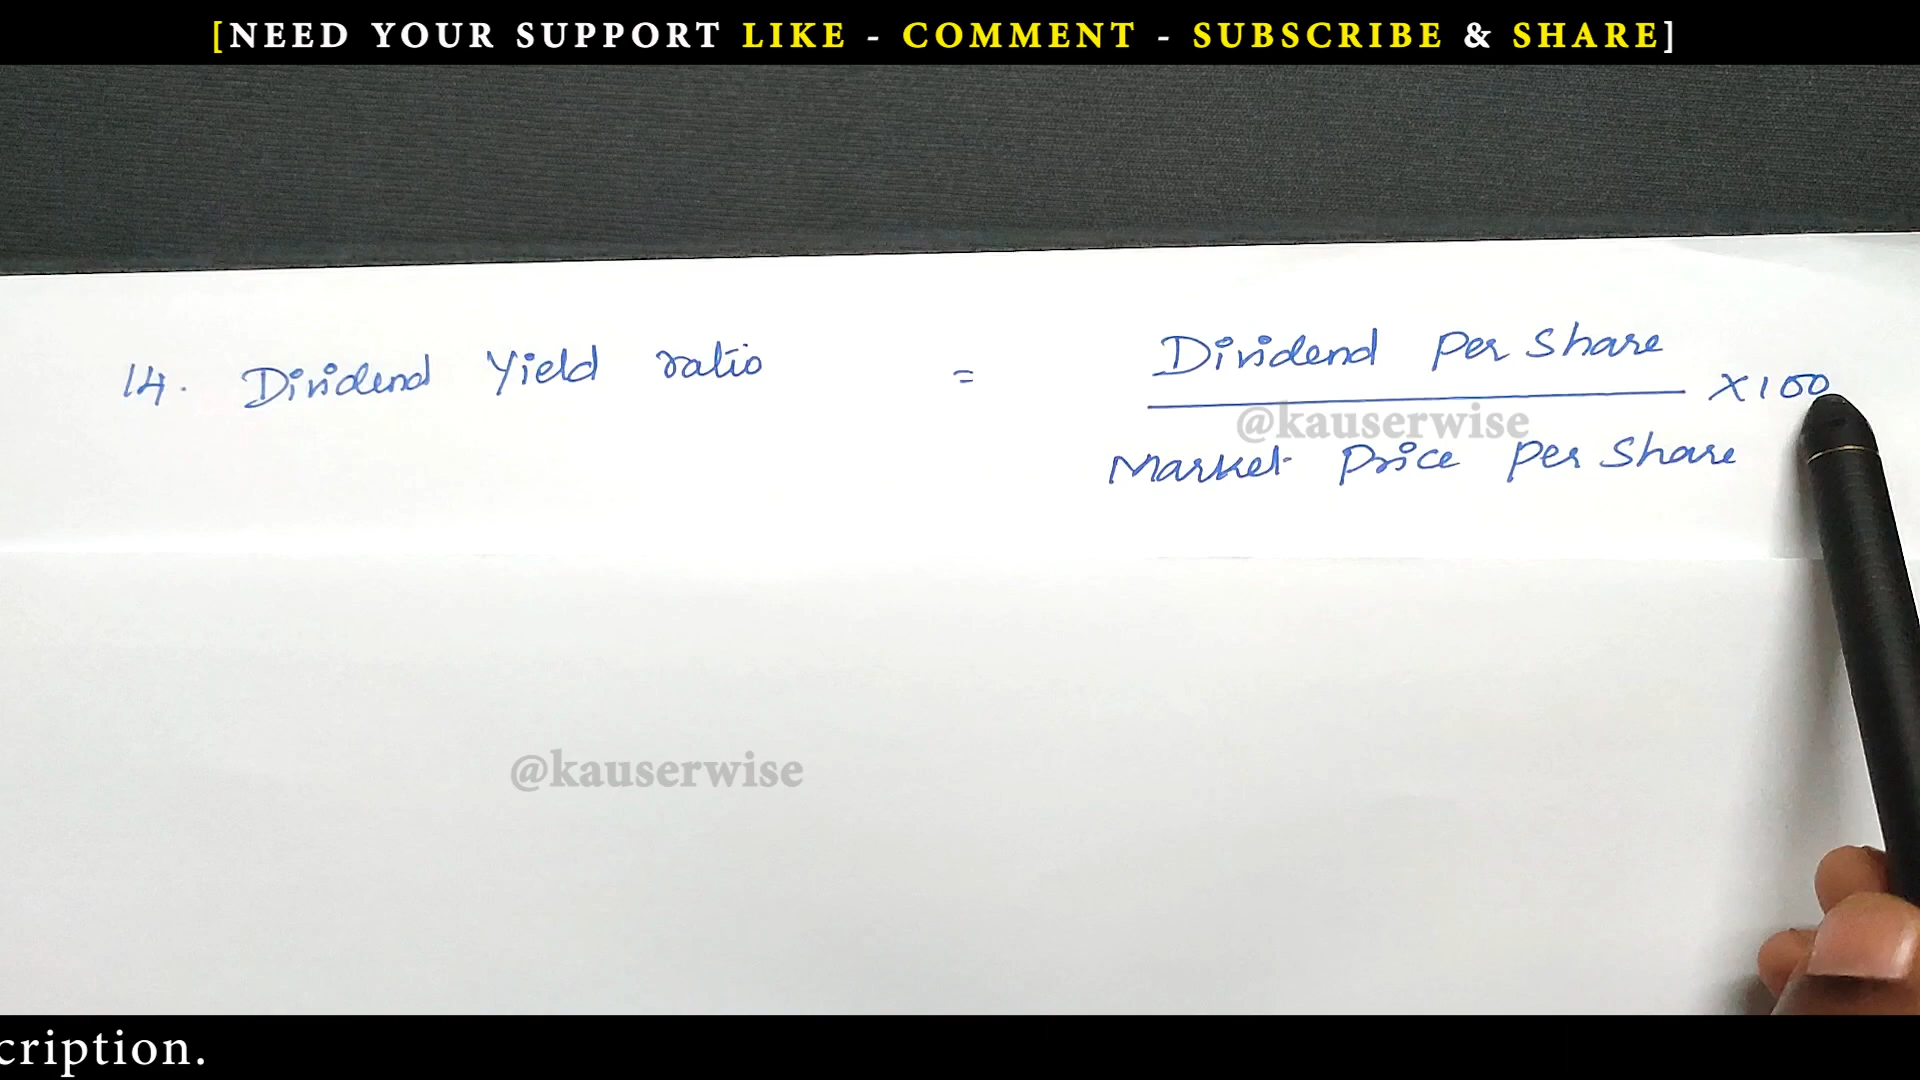 [NEED YOUR SUPPORT LIKE - COMMENT - SUBSCRIBE & SHARE]
14. Dividend Yield ratio = Dividend Per Share
X100
@kauserwise
Market Price Per Share
@kauserwise
cription.